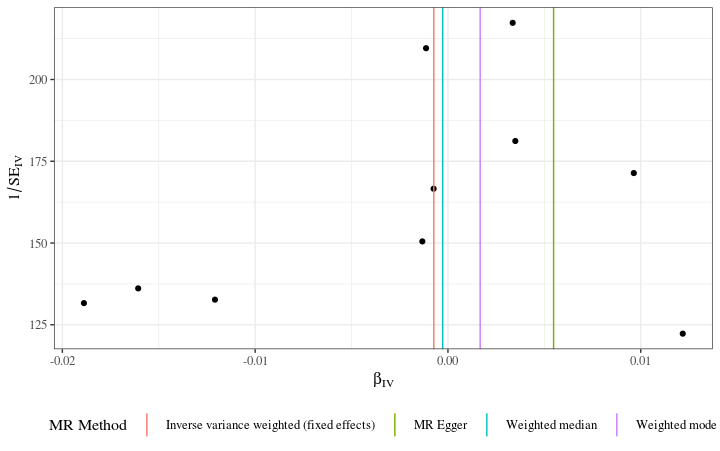 200
175
150
125
1/SE_IV
-0.02 -0.01 0.00 0.01
β_IV
MR Method Inverse variance weighted (fixed effects) MR Egger Weighted median Weighted mode